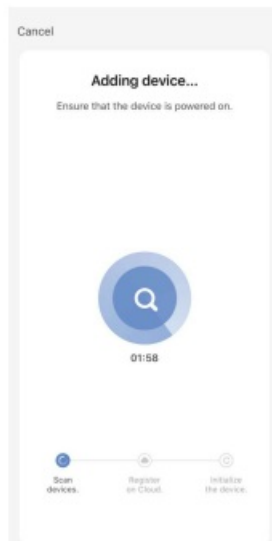 Cancel
Adding device...
Ensure that the device is powered on.
01:58
Scan
devices.
Register
on Cloud.
Initialize
the device.